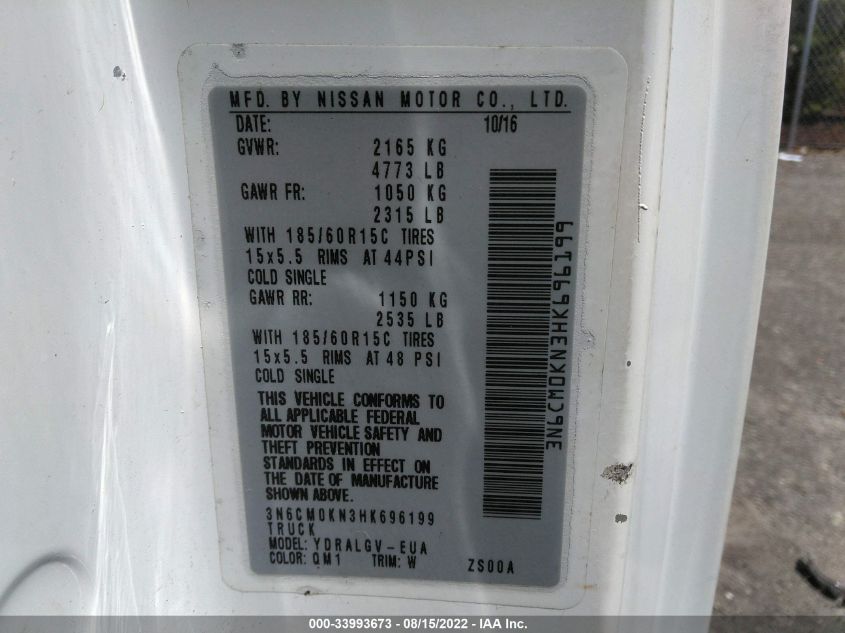 MFD. BY NISSAN MOTOR CO., LTD.
DATE: 10/16
GVWR: 2165 KG
4773 LB
GAWR FR: 1050 KG
2315 LB
WITH 185/60R15C TIRES
15x5.5 RIMS AT 44PSI
COLD SINGLE
GAWR RR: 1150 KG
2535 LB
WITH 185/60R15C TIRES
15x5.5 RIMS AT 48 PSI
COLD SINGLE
THIS VEHICLE CONFORMS TO
ALL APPLICABLE FEDERAL
MOTOR VEHICLE SAFETY AND
THEFT PREVENTION
STANDARDS IN EFFECT ON
THE DATE OF MANUFACTURE
SHOWN ABOVE.
3N6CM0KN3HK696199
TRUCK
MODEL: YDRALGV-EUA
COLOR: QM1 TRIM: W ZS00A
3N6CM0KN3HK696199
000-33993673 - 08/15/2022 - IAA Inc.